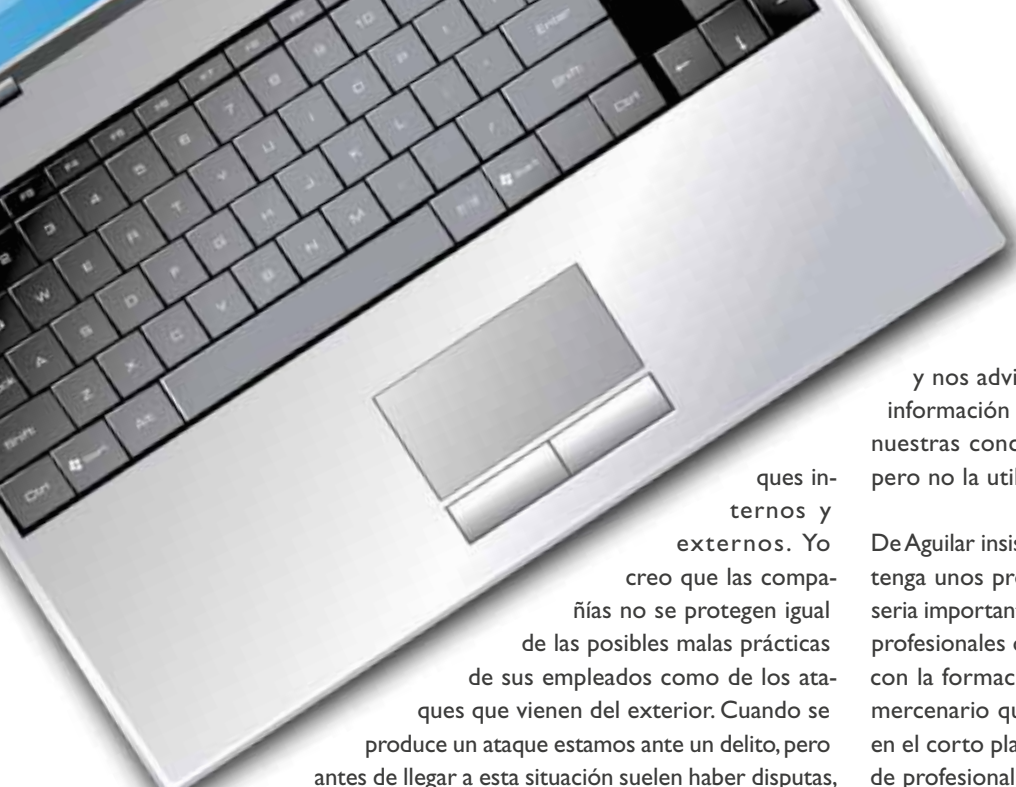 ques in-
ternos y
externos. Yo
creo que las compa-
ñías no se protegen igual
de las posibles malas prácticas
de sus empleados como de los ata-
ques que vienen del exterior. Cuando se
produce un ataque estamos ante un delito, pero
antes de llegar a esta situación suelen haber disputas,
y nos advi
información
nuestras conc
pero no la util
De Aguilar insis
tenga unos pr
seria important
profesionales
con la formac
mercenario qu
en el corto pla
de profesional